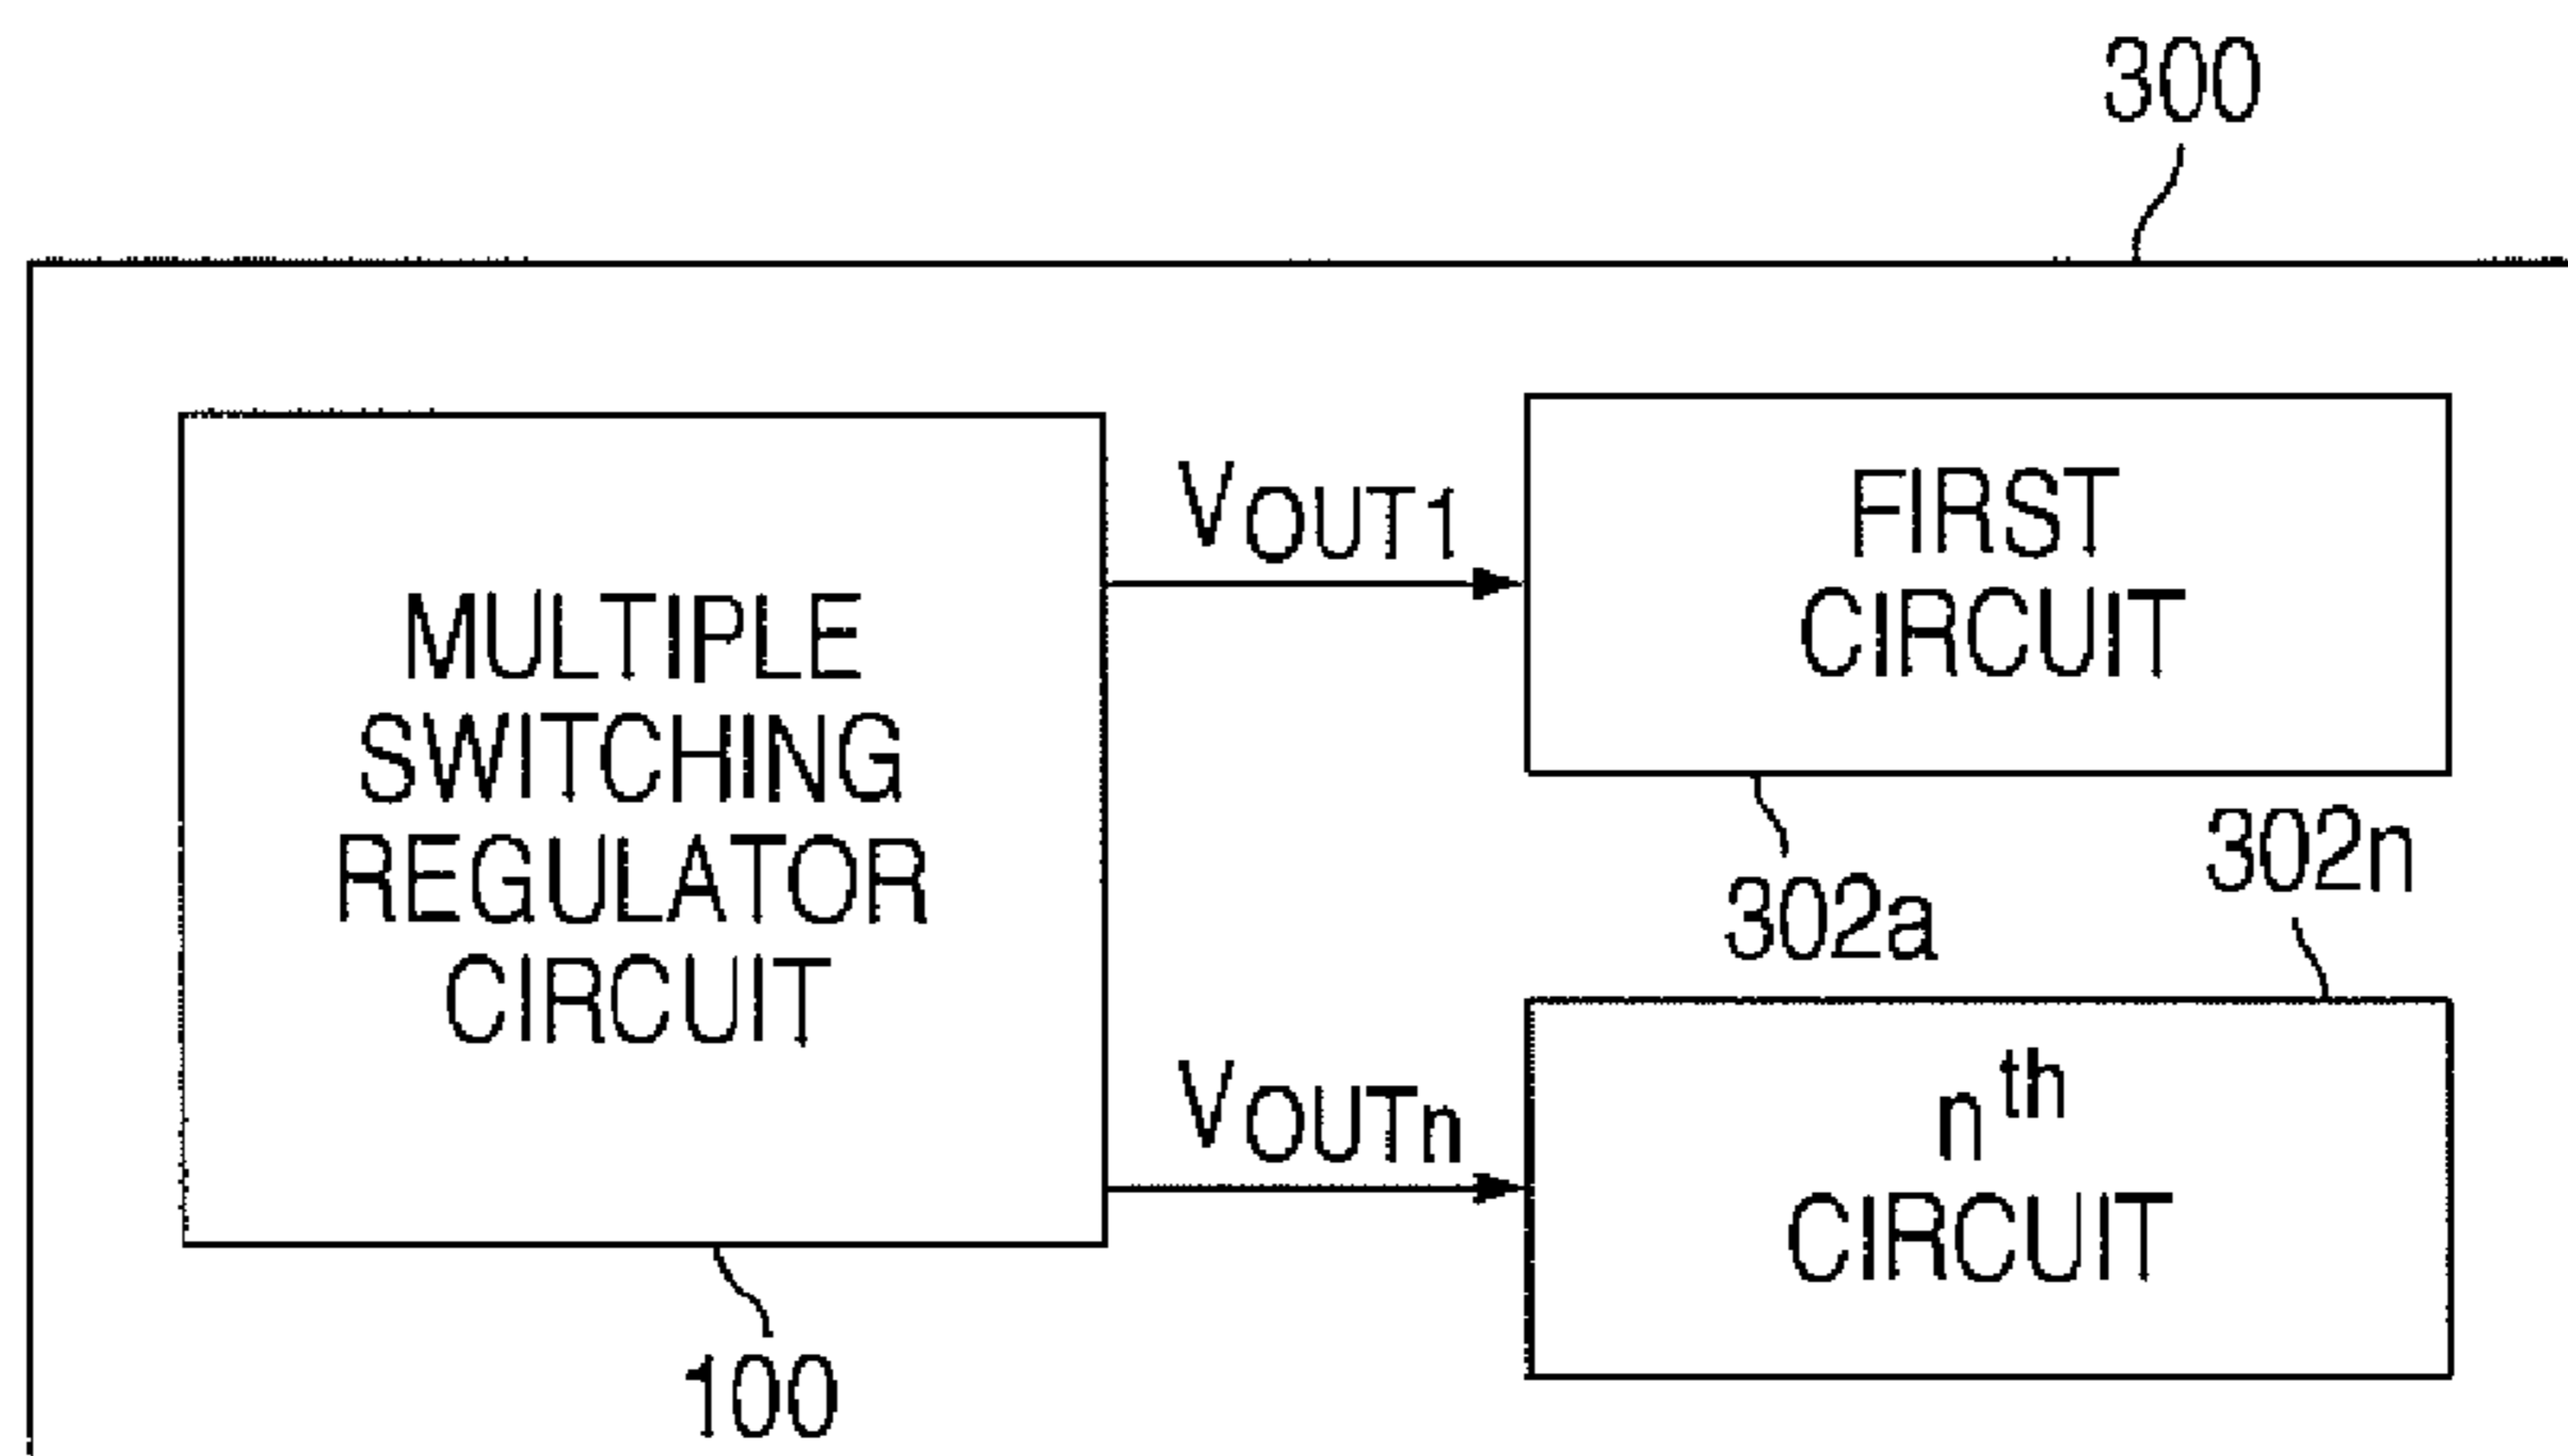 300
MULTIPLE
SWITCHING
REGULATOR
CIRCUIT
100
VOUT1
FIRST
CIRCUIT
302a
302n
VOUTn
nth
CIRCUIT